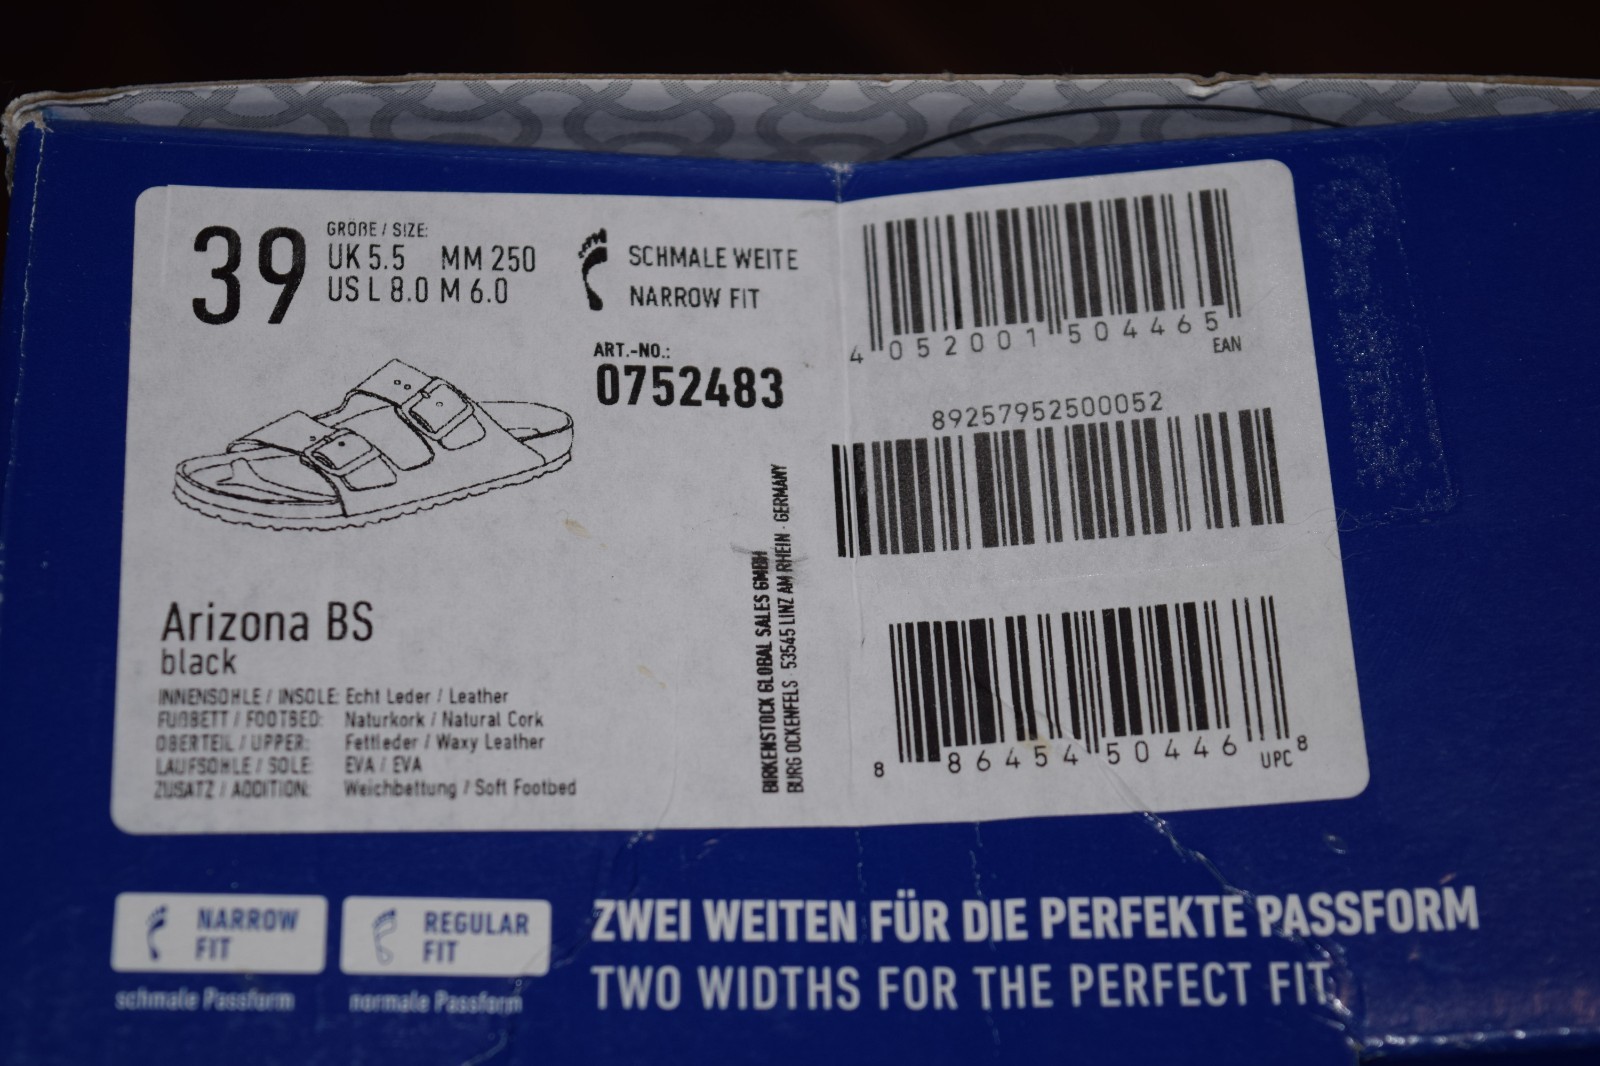 39
GRÖßE / SIZE:
UK 5.5 MM 250
US L 8.0 M 6.0
SCHMALE WEITE
NARROW FIT
ART.-NO.:
0752483
4 052001 504465
EAN
89257952500052
8 86454 50446 8
UPC
Arizona BS
black
INNENSOHLE / INSOLE: Echt Leder / Leather
FUßBETT / FOOTBED: Naturkork / Natural Cork
OBERTEIL / UPPER: Fettleder / Waxy Leather
LAUFSOHLE / SOLE: EVA / EVA
ZUSATZ / ADDITION: Weichbettung / Soft Footbed
BIRKENSTOCK GLOBAL SALES GMBH
BURG OCKENFELS · 53545 LINZ AM RHEIN · GERMANY
NARROW
FIT
schmale Passform
REGULAR
FIT
normale Passform
ZWEI WEITEN FÜR DIE PERFEKTE PASSFORM
TWO WIDTHS FOR THE PERFECT FIT.